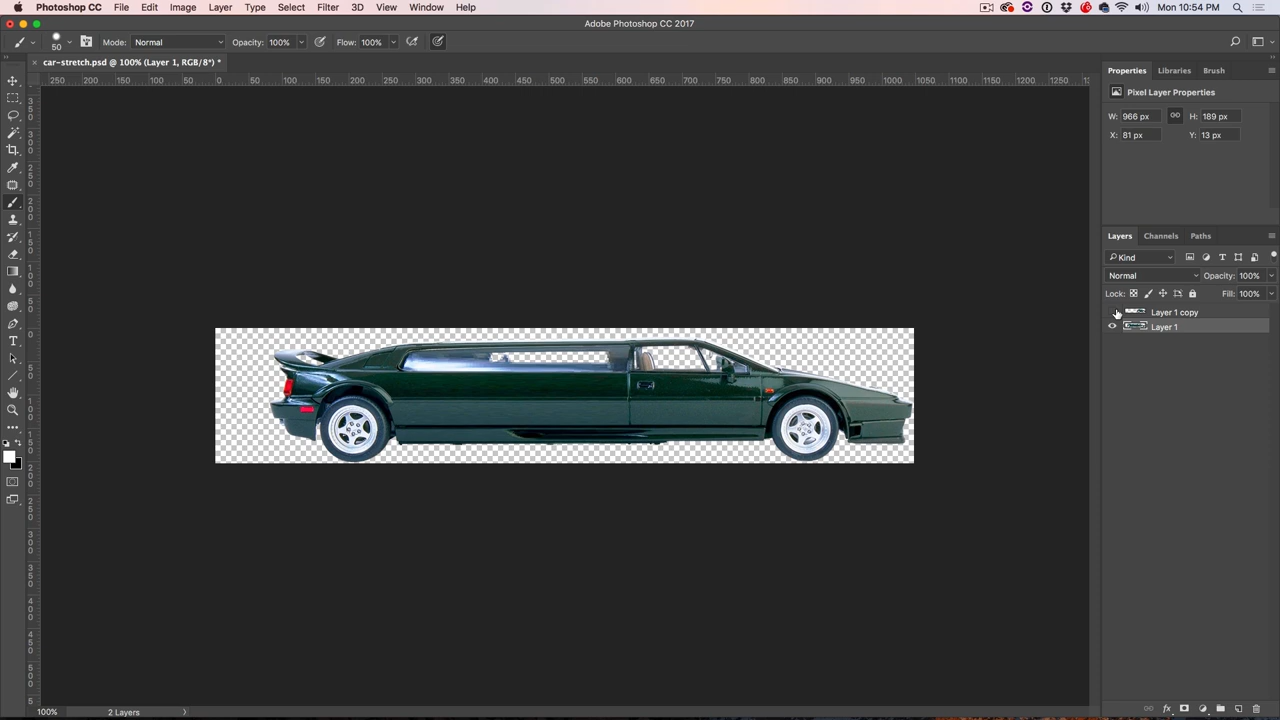 Photoshop CC File Edit Image Layer Type Select Filter 3D View Window Help Mon 10:54 PM
Adobe Photoshop CC 2017
50 Mode: Normal Opacity: 100% Flow: 100%
car-stretch.psd @ 100% (Layer 1, RGB/8*) *
250 200 150 100 50 0 50 100 150 200 250 300 350 400 450 500 550 600 650 700 750 800 850 900 950 1000 1050 1100 1150 1200 1250
Properties Libraries Brush
Pixel Layer Properties
W: 966 px H: 189 px
X: 81 px Y: 13 px
Layers Channels Paths
Kind
Normal Opacity: 100%
Lock: Fill: 100%
Layer 1 copy
Layer 1
100% 2 Layers